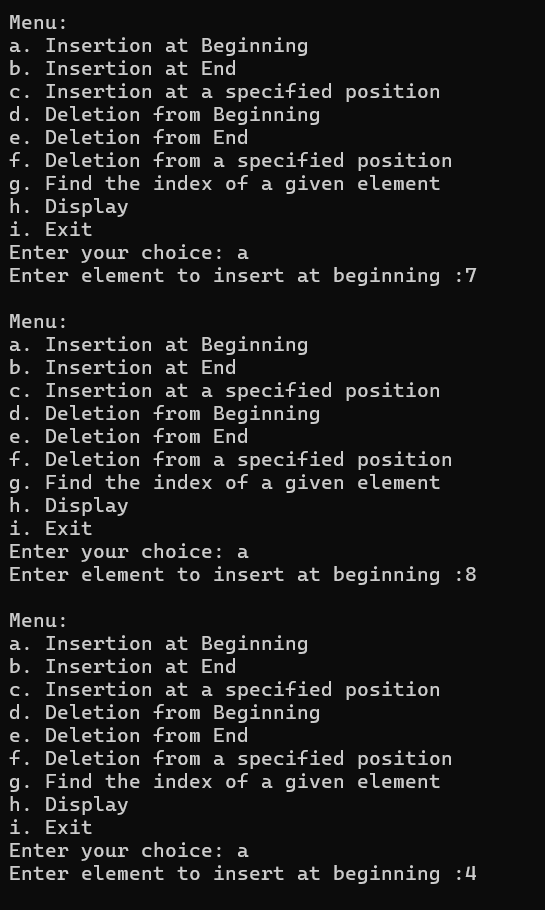 Menu:
a. Insertion at Beginning
b. Insertion at End
c. Insertion at a specified position
d. Deletion from Beginning
e. Deletion from End
f. Deletion from a specified position
g. Find the index of a given element
h. Display
i. Exit
Enter your choice: a
Enter element to insert at beginning :7

Menu:
a. Insertion at Beginning
b. Insertion at End
c. Insertion at a specified position
d. Deletion from Beginning
e. Deletion from End
f. Deletion from a specified position
g. Find the index of a given element
h. Display
i. Exit
Enter your choice: a
Enter element to insert at beginning :8

Menu:
a. Insertion at Beginning
b. Insertion at End
c. Insertion at a specified position
d. Deletion from Beginning
e. Deletion from End
f. Deletion from a specified position
g. Find the index of a given element
h. Display
i. Exit
Enter your choice: a
Enter element to insert at beginning :4